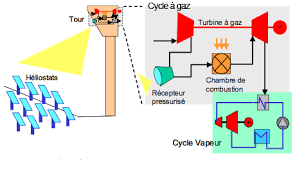 Cycle à gaz
Tour
Turbine à gaz
Héliostats
Récepteur
pressurisé
Chambre de
combustion
Cycle Vapeur